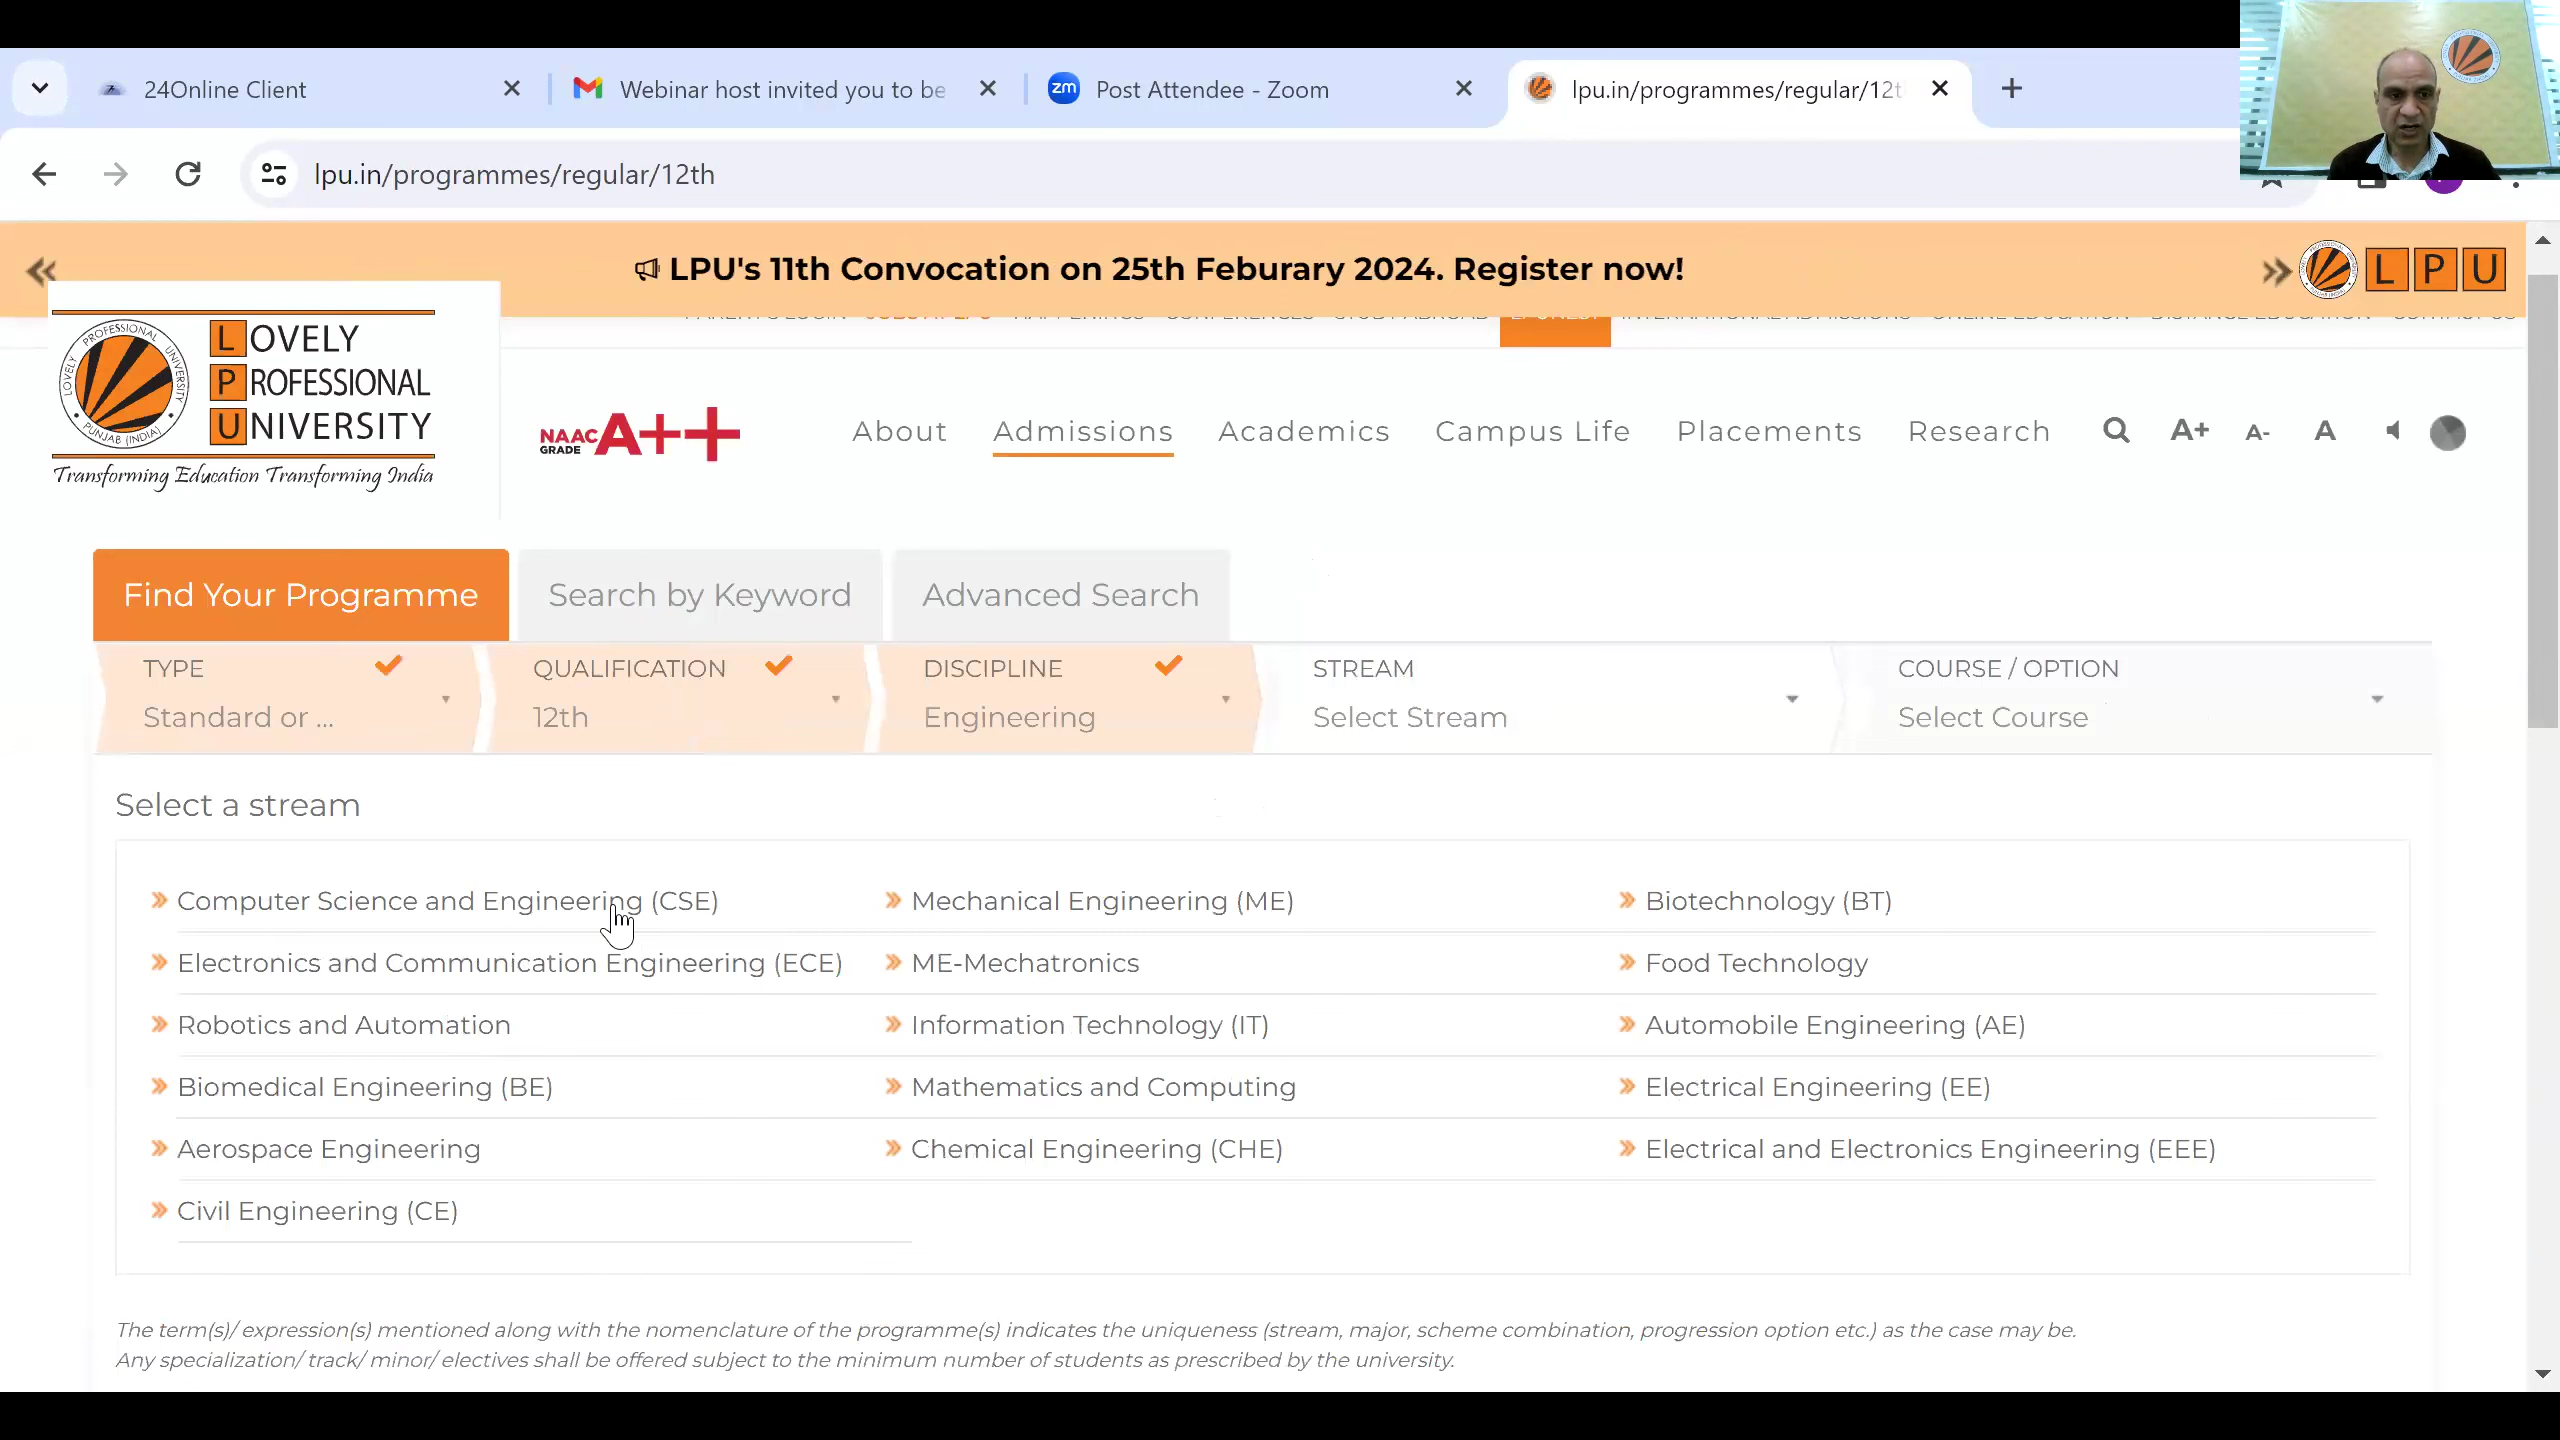 24Online Client
Webinar host invited you to be
zm
Post Attendee - Zoom
lpu.in/programmes/regular/12t
lpu.in/programmes/regular/12th
LPU's 11th Convocation on 25th Feburary 2024. Register now!
LPU
LOVELY PROFESSIONAL UNIVERSITY
PUNJAB (INDIA)
LOVELY
PROFESSIONAL
UNIVERSITY
Transforming Education Transforming India
NAAC GRADE A++
About
Admissions
Academics
Campus Life
Placements
Research
A+
A-
A
Find Your Programme
Search by Keyword
Advanced Search
TYPE
Standard or ...
QUALIFICATION
12th
DISCIPLINE
Engineering
STREAM
Select Stream
COURSE / OPTION
Select Course
Select a stream
Computer Science and Engineering (CSE)
Mechanical Engineering (ME)
Biotechnology (BT)
Electronics and Communication Engineering (ECE)
ME-Mechatronics
Food Technology
Robotics and Automation
Information Technology (IT)
Automobile Engineering (AE)
Biomedical Engineering (BE)
Mathematics and Computing
Electrical Engineering (EE)
Aerospace Engineering
Chemical Engineering (CHE)
Electrical and Electronics Engineering (EEE)
Civil Engineering (CE)
The term(s)/ expression(s) mentioned along with the nomenclature of the programme(s) indicates the uniqueness (stream, major, scheme combination, progression option etc.) as the case may be.
Any specialization/ track/ minor/ electives shall be offered subject to the minimum number of students as prescribed by the university.